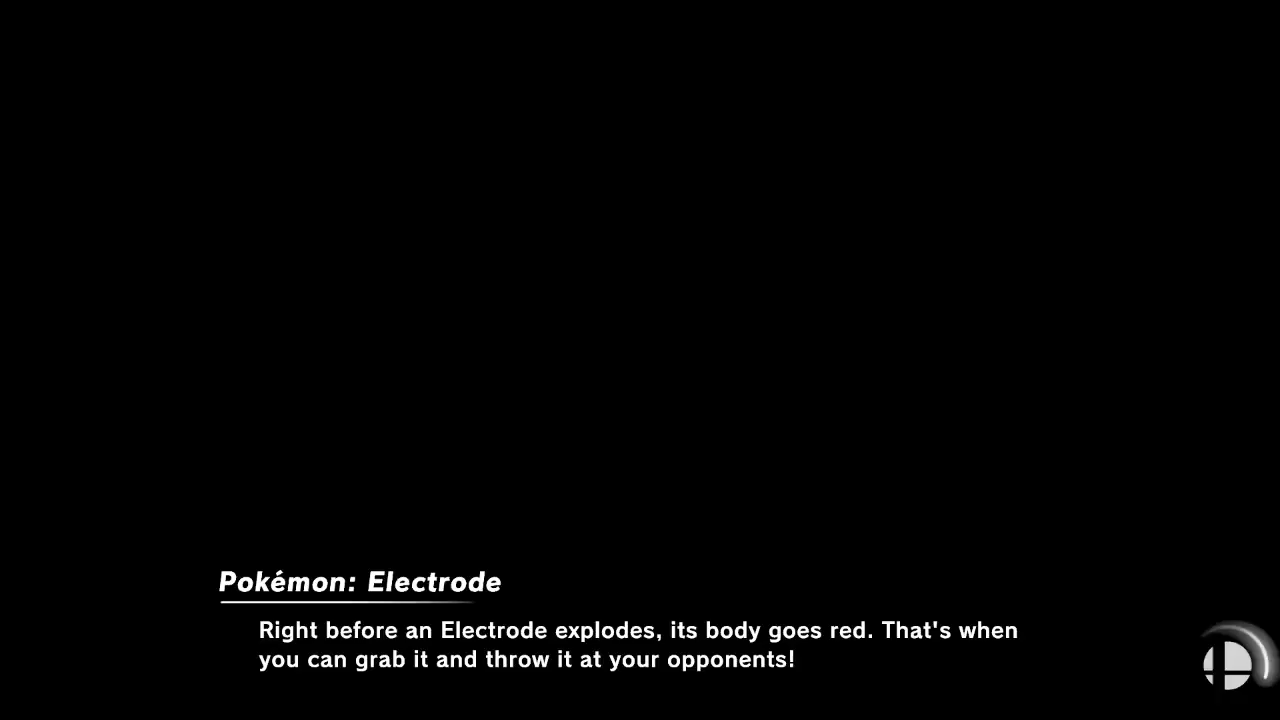 Pokémon: Electrode
Right before an Electrode explodes, its body goes red. That's when
you can grab it and throw it at your opponents!